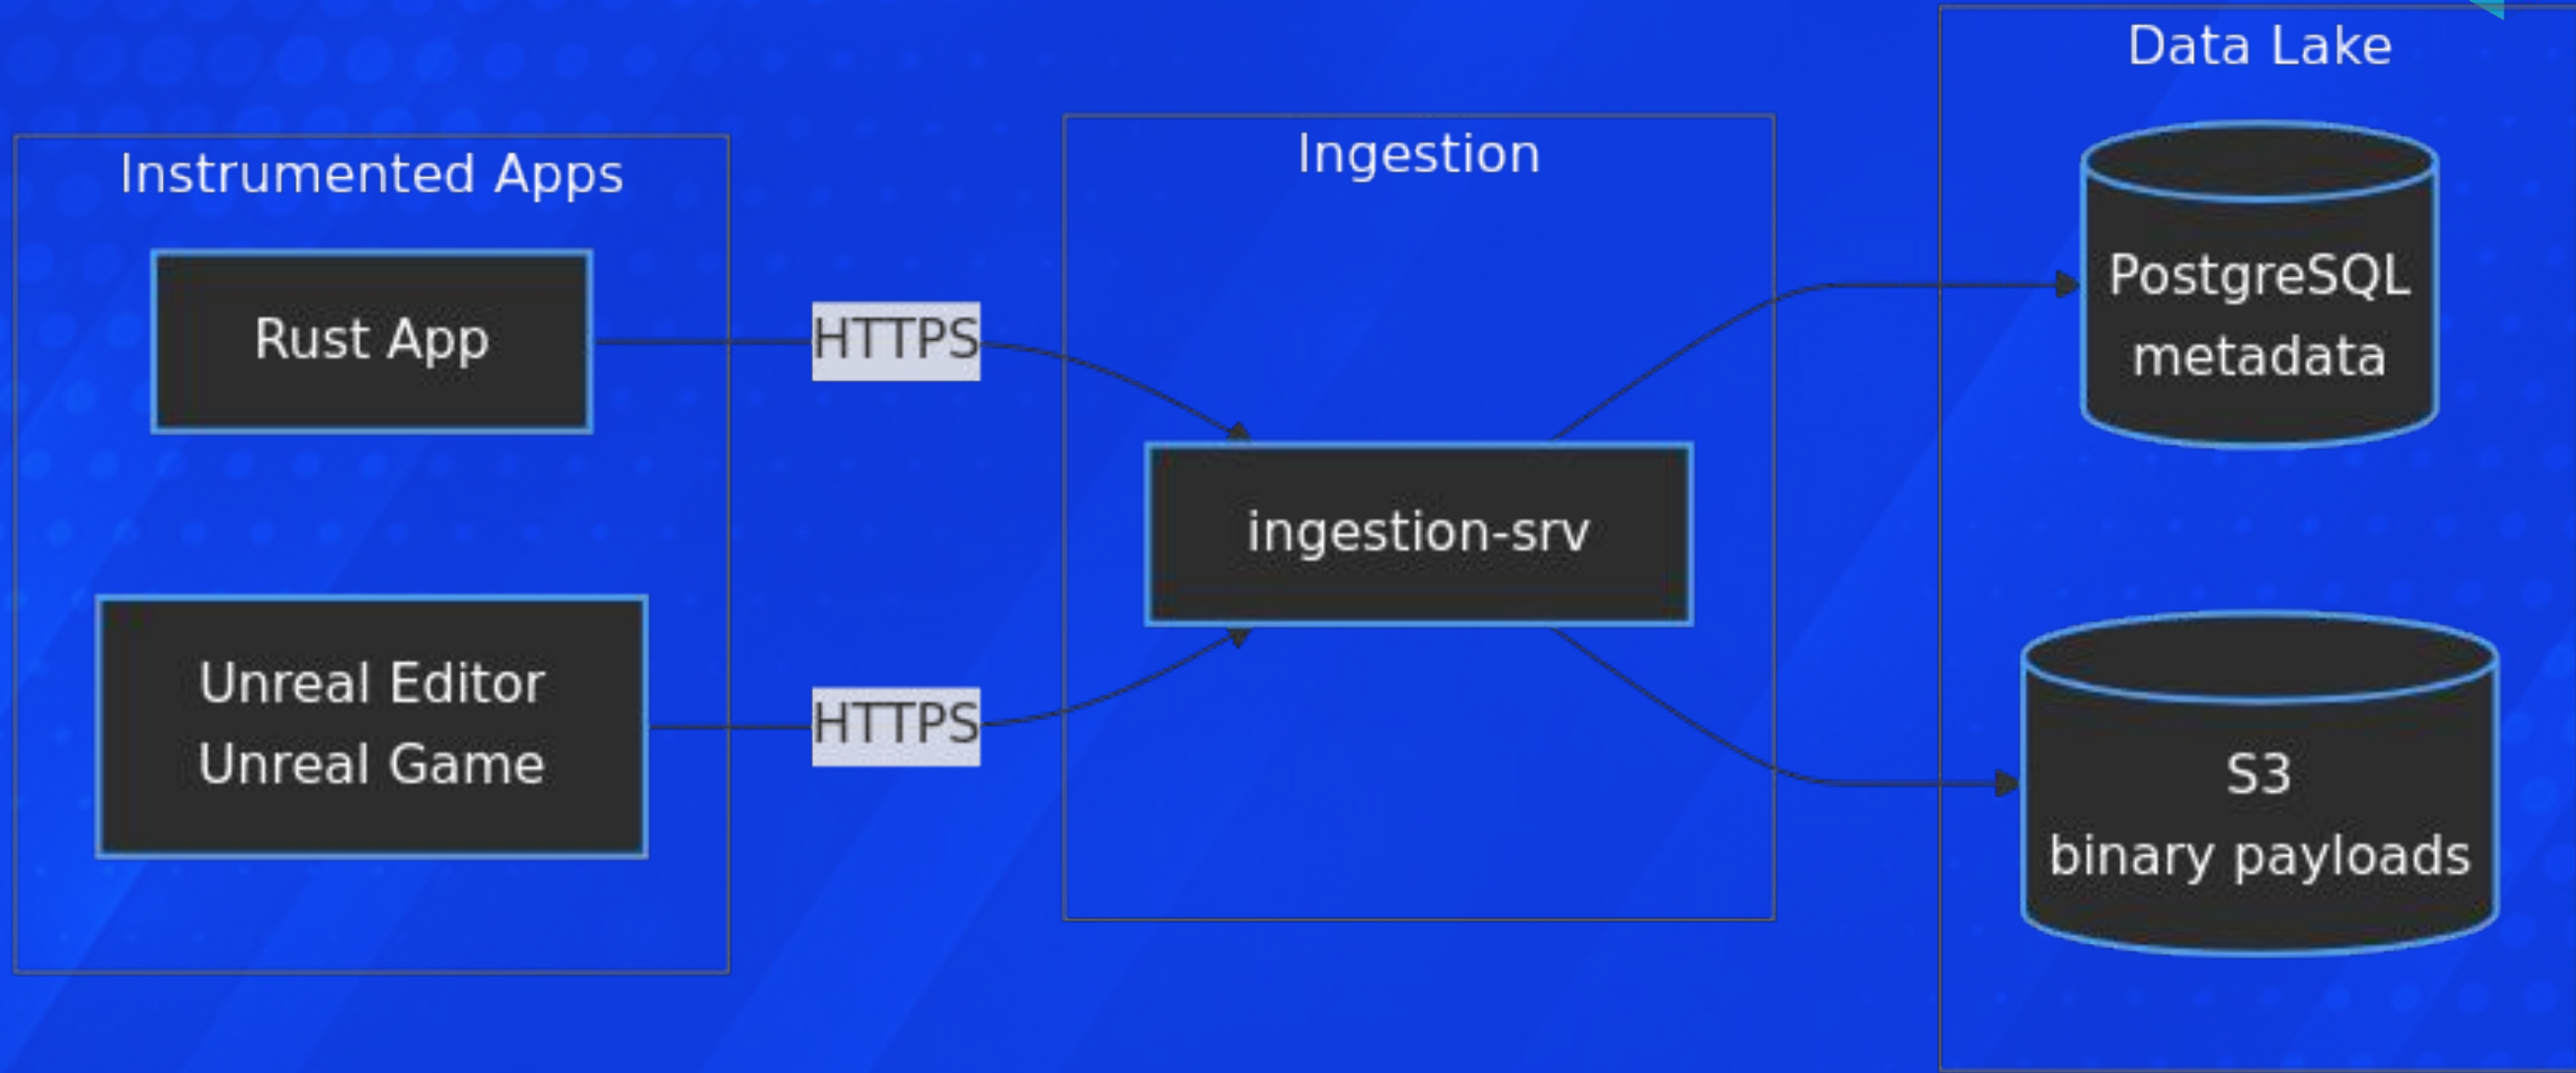 Instrumented Apps
Rust App
Unreal Editor
Unreal Game
HTTPS
HTTPS
Ingestion
ingestion-srv
Data Lake
PostgreSQL
metadata
S3
binary payloads